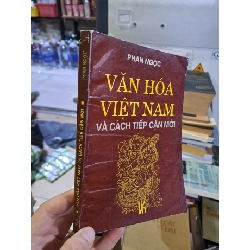 PHAN NGỌC
VĂN HÓA
VIỆT NAM
VÀ CÁCH TIẾP CẬN MỚI